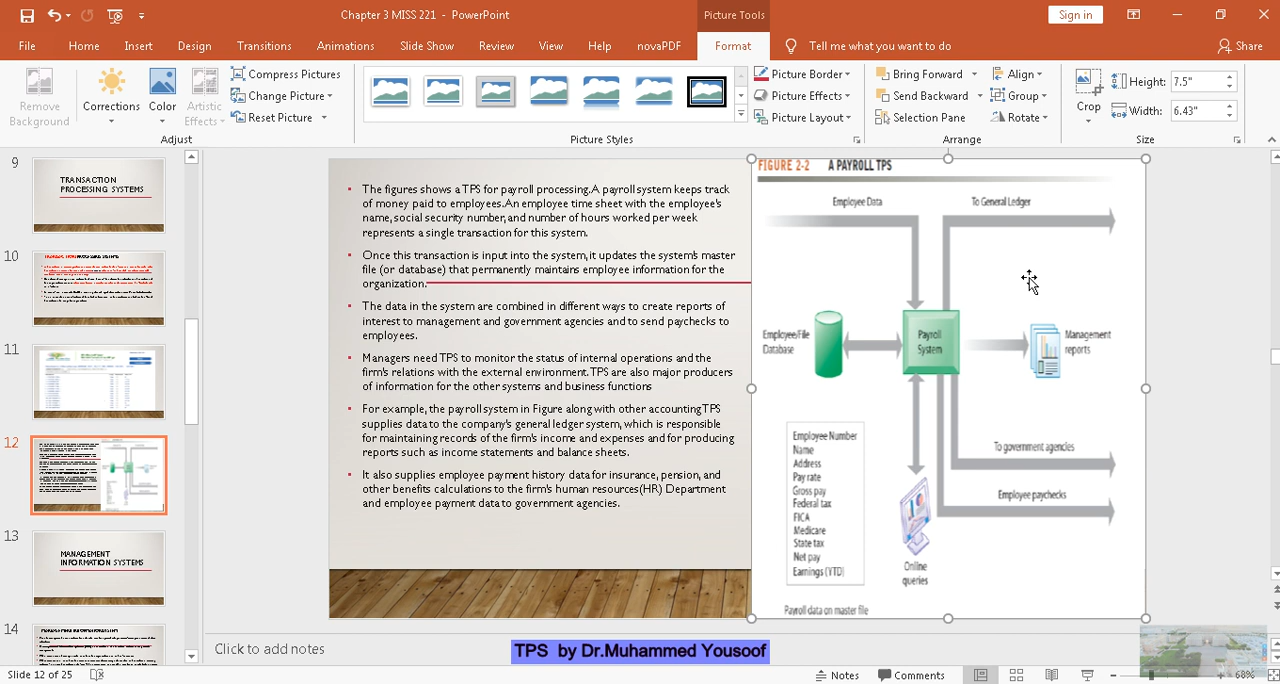 Chapter 3 MISS 221 - PowerPoint
Picture Tools
Sign in
File
Home
Insert
Design
Transitions
Animations
Slide Show
Review
View
Help
novaPDF
Format
Tell me what you want to do
Share
Remove Background
Corrections
Color
Artistic Effects
Compress Pictures
Change Picture
Reset Picture
Adjust
Picture Styles
Picture Border
Picture Effects
Picture Layout
Bring Forward
Send Backward
Selection Pane
Align
Group
Rotate
Arrange
Crop
Height: 7.5"
Width: 6.43"
Size
9
TRANSACTION
PROCESSING SYSTEMS
10
11
12
13
MANAGEMENT
INFORMATION SYSTEMS
14
The figures shows a TPS for payroll processing. A payroll system keeps track
of money paid to employees. An employee time sheet with the employee's
name, social security number, and number of hours worked per week
represents a single transaction for this system.
Once this transaction is input into the system, it updates the system's master
file (or database) that permanently maintains employee information for the
organization.
The data in the system are combined in different ways to create reports of
interest to management and government agencies and to send paychecks to
employees.
Managers need TPS to monitor the status of internal operations and the
firm's relations with the external environment. TPS are also major producers
of information for the other systems and business functions
For example, the payroll system in Figure along with other accounting TPS
supplies data to the company's general ledger system, which is responsible
for maintaining records of the firm's income and expenses and for producing
reports such as income statements and balance sheets.
It also supplies employee payment history data for insurance, pension, and
other benefits calculations to the firm's human resources(HR) Department
and employee payment data to government agencies.
FIGURE 2-2 A PAYROLL TPS
Employee Data
To General Ledger
Employee/File
Database
Payroll
System
Management
reports
Employee Number
Name
Address
Pay rate
Gross pay
Federal tax
FICA
Medicare
State tax
Net pay
Earnings (YTD)
To government agencies
Employee paychecks
Online
queries
Payroll data on master file
Click to add notes
TPS by Dr.Muhammed Yousoof
Slide 12 of 25
Notes
Comments
68%